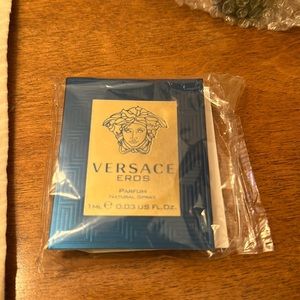 VERSACE
EROS
PARFUM
NATURAL SPRAY
1 ML ℮ 0.03 US FL.OZ.